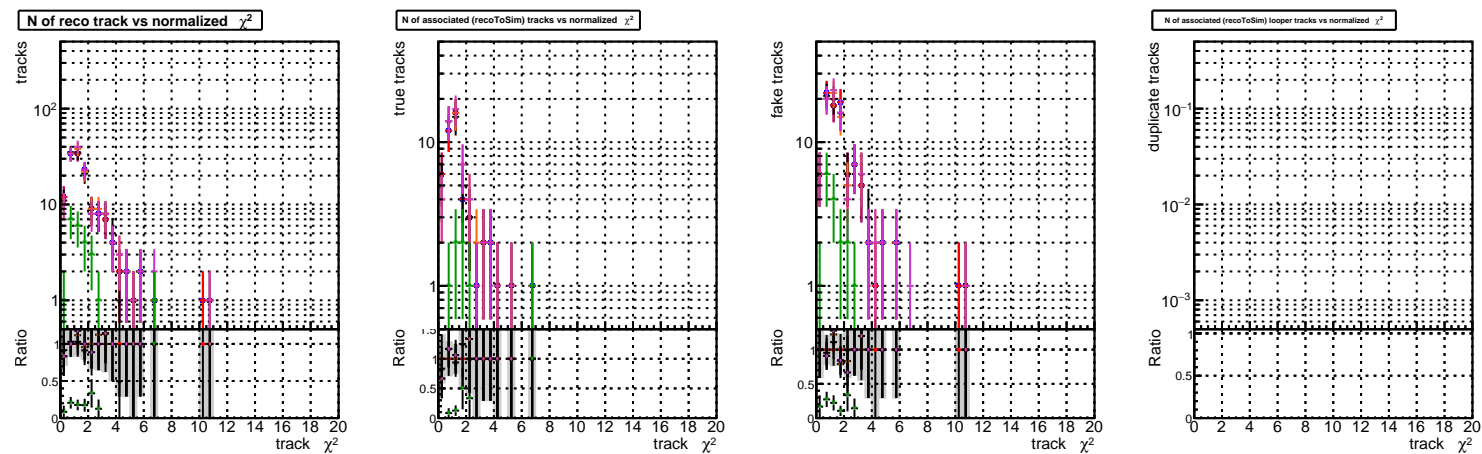 N of reco track vs normalized χ²
tracks
10²
10
1
Ratio
1
0.5
0
0 2 4 6 8 10 12 14 16 18 20
track χ²
N of associated (recoToSim) tracks vs normalized χ²
true tracks
10
1
Ratio
1.5
1
0.5
0
0 2 4 6 8 10 12 14 16 18 20
track χ²
fake tracks
10
1
Ratio
1
0.5
0
0 2 4 6 8 10 12 14 16 18 20
track χ²
N of associated (recoToSim) looper tracks vs normalized χ²
duplicate tracks
10⁻¹
10⁻²
10⁻³
Ratio
1
0.5
0
0 2 4 6 8 10 12 14 16 18 20
track χ²